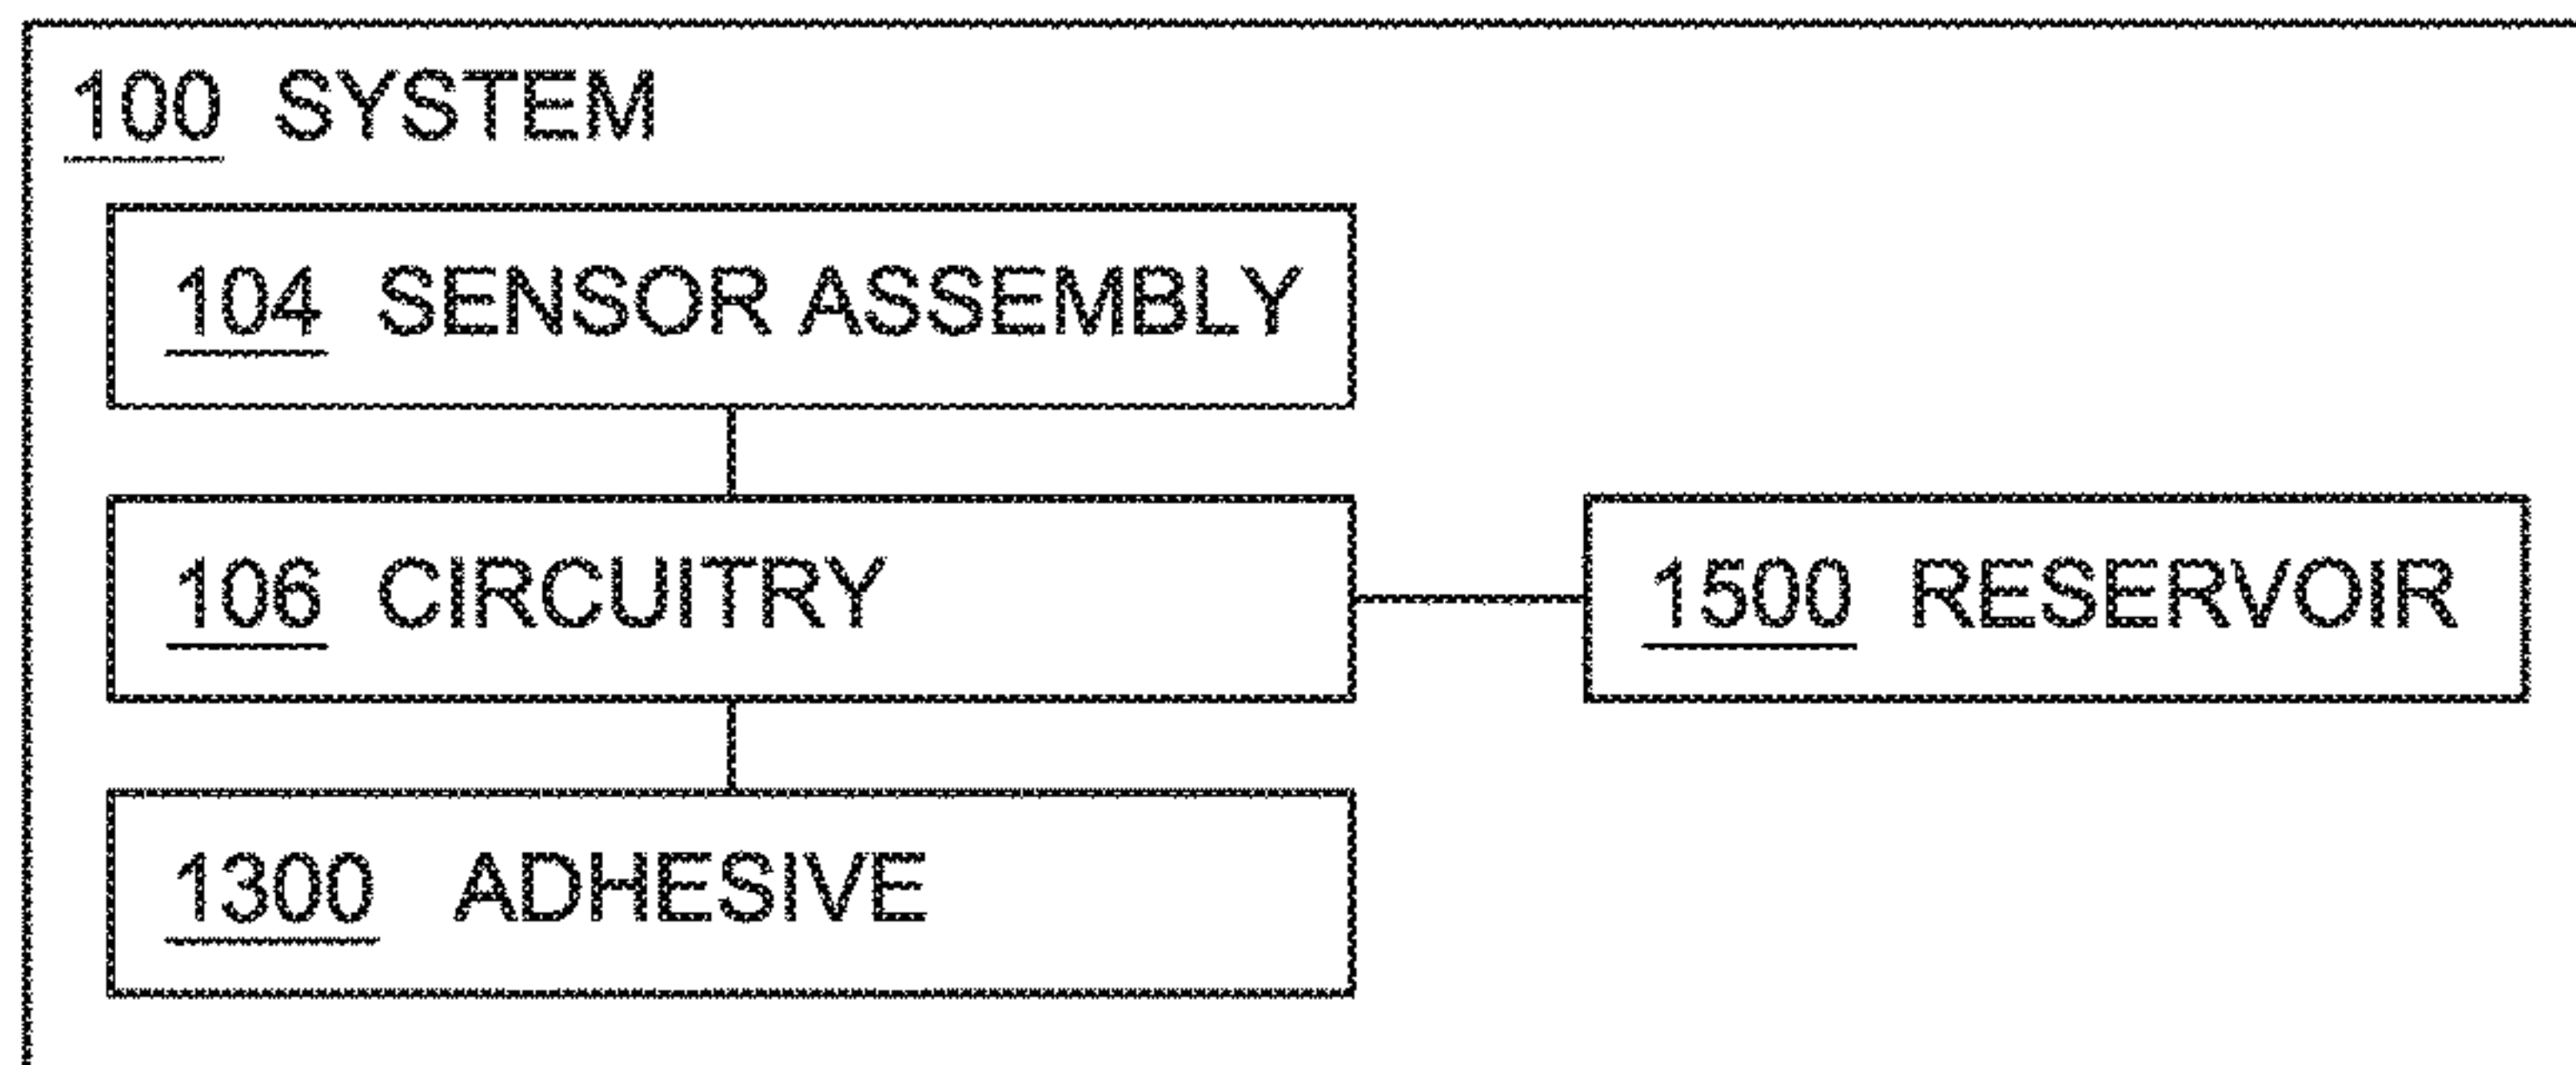 100 SYSTEM
104 SENSOR ASSEMBLY
106 CIRCUITRY
1500 RESERVOIR
1300 ADHESIVE